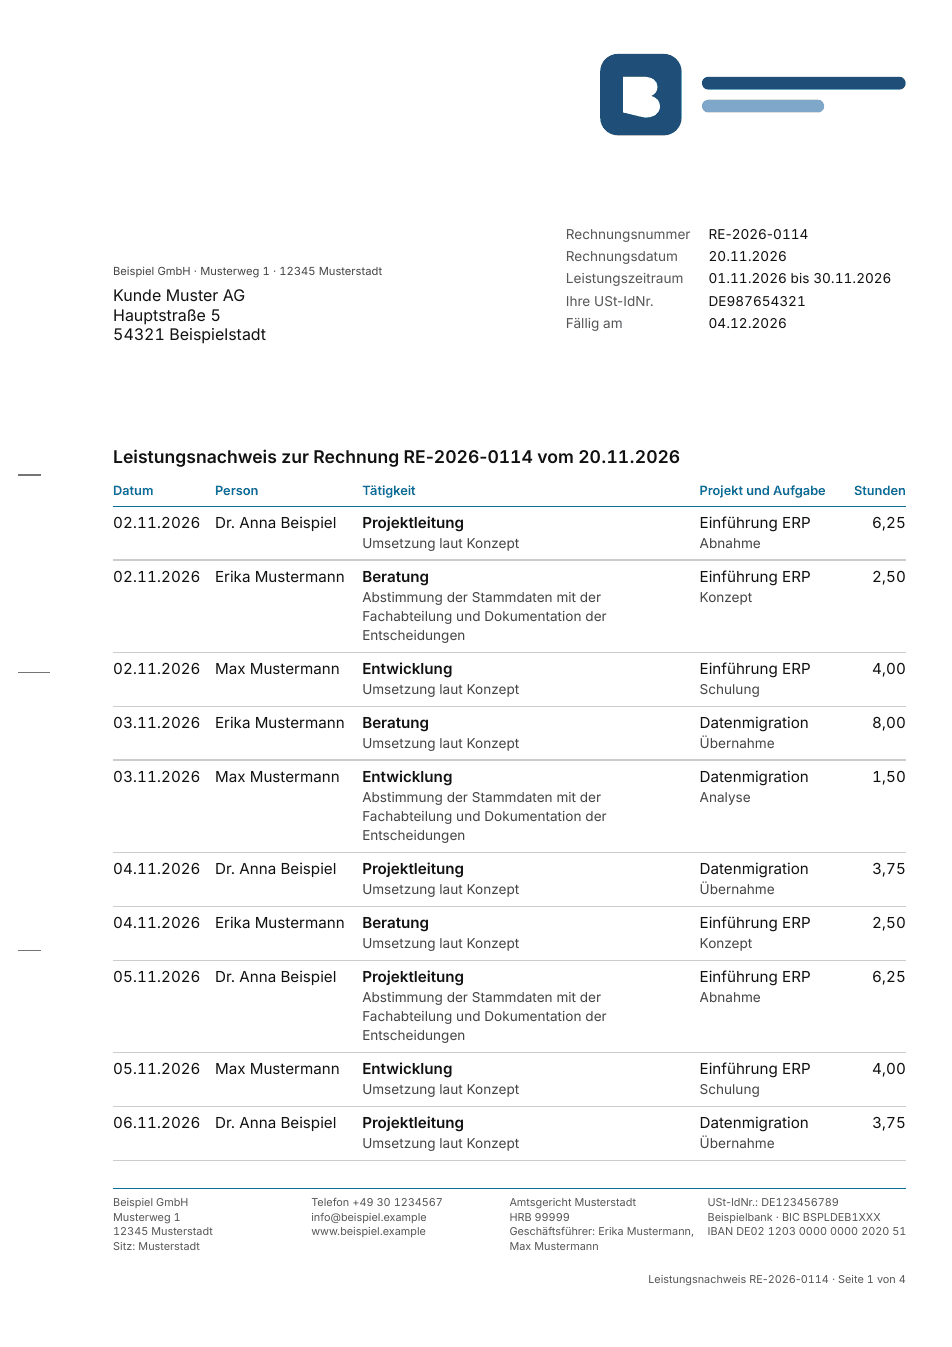 B
Rechnungsnummer RE-2026-0114
Rechnungsdatum 20.11.2026
Leistungszeitraum 01.11.2026 bis 30.11.2026
Ihre USt-IdNr. DE987654321
Fällig am 04.12.2026
Beispiel GmbH · Musterweg 1 · 12345 Musterstadt
Kunde Muster AG
Hauptstraße 5
54321 Beispielstadt
Leistungsnachweis zur Rechnung RE-2026-0114 vom 20.11.2026
Datum Person Tätigkeit Projekt und Aufgabe Stunden
02.11.2026 Dr. Anna Beispiel Projektleitung Einführung ERP 6,25
Umsetzung laut Konzept Abnahme
02.11.2026 Erika Mustermann Beratung Einführung ERP 2,50
Abstimmung der Stammdaten mit der Konzept
Fachabteilung und Dokumentation der
Entscheidungen
02.11.2026 Max Mustermann Entwicklung Einführung ERP 4,00
Umsetzung laut Konzept Schulung
03.11.2026 Erika Mustermann Beratung Datenmigration 8,00
Umsetzung laut Konzept Übernahme
03.11.2026 Max Mustermann Entwicklung Datenmigration 1,50
Abstimmung der Stammdaten mit der Analyse
Fachabteilung und Dokumentation der
Entscheidungen
04.11.2026 Dr. Anna Beispiel Projektleitung Datenmigration 3,75
Umsetzung laut Konzept Übernahme
04.11.2026 Erika Mustermann Beratung Einführung ERP 2,50
Umsetzung laut Konzept Konzept
05.11.2026 Dr. Anna Beispiel Projektleitung Einführung ERP 6,25
Abstimmung der Stammdaten mit der Abnahme
Fachabteilung und Dokumentation der
Entscheidungen
05.11.2026 Max Mustermann Entwicklung Einführung ERP 4,00
Umsetzung laut Konzept Schulung
06.11.2026 Dr. Anna Beispiel Projektleitung Datenmigration 3,75
Umsetzung laut Konzept Übernahme
Beispiel GmbH Telefon +49 30 1234567 Amtsgericht Musterstadt USt-IdNr.: DE123456789
Musterweg 1 info@beispiel.example HRB 99999 Beispielbank · BIC BSPLDEB1XXX
12345 Musterstadt www.beispiel.example Geschäftsführer: Erika Mustermann, IBAN DE02 1203 0000 0000 2020 51
Sitz: Musterstadt Max Mustermann
Leistungsnachweis RE-2026-0114 · Seite 1 von 4